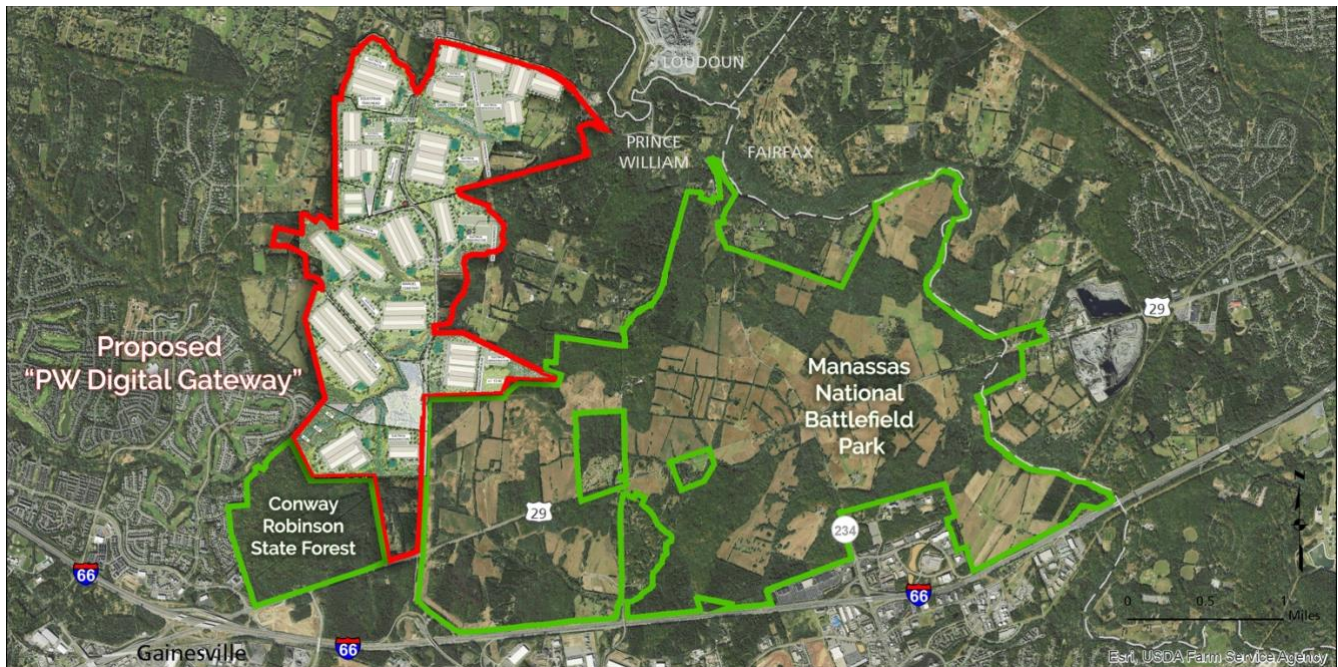 LOUDOUN
PRINCE
WILLIAM
FAIRFAX
29
Proposed
“PW Digital Gateway”
Manassas
National
Battlefield
Park
Conway
Robinson
State Forest
29
234
66
66
66
Gainesville
0 0.5 1
Miles
Esri, USDA Farm Service Agency